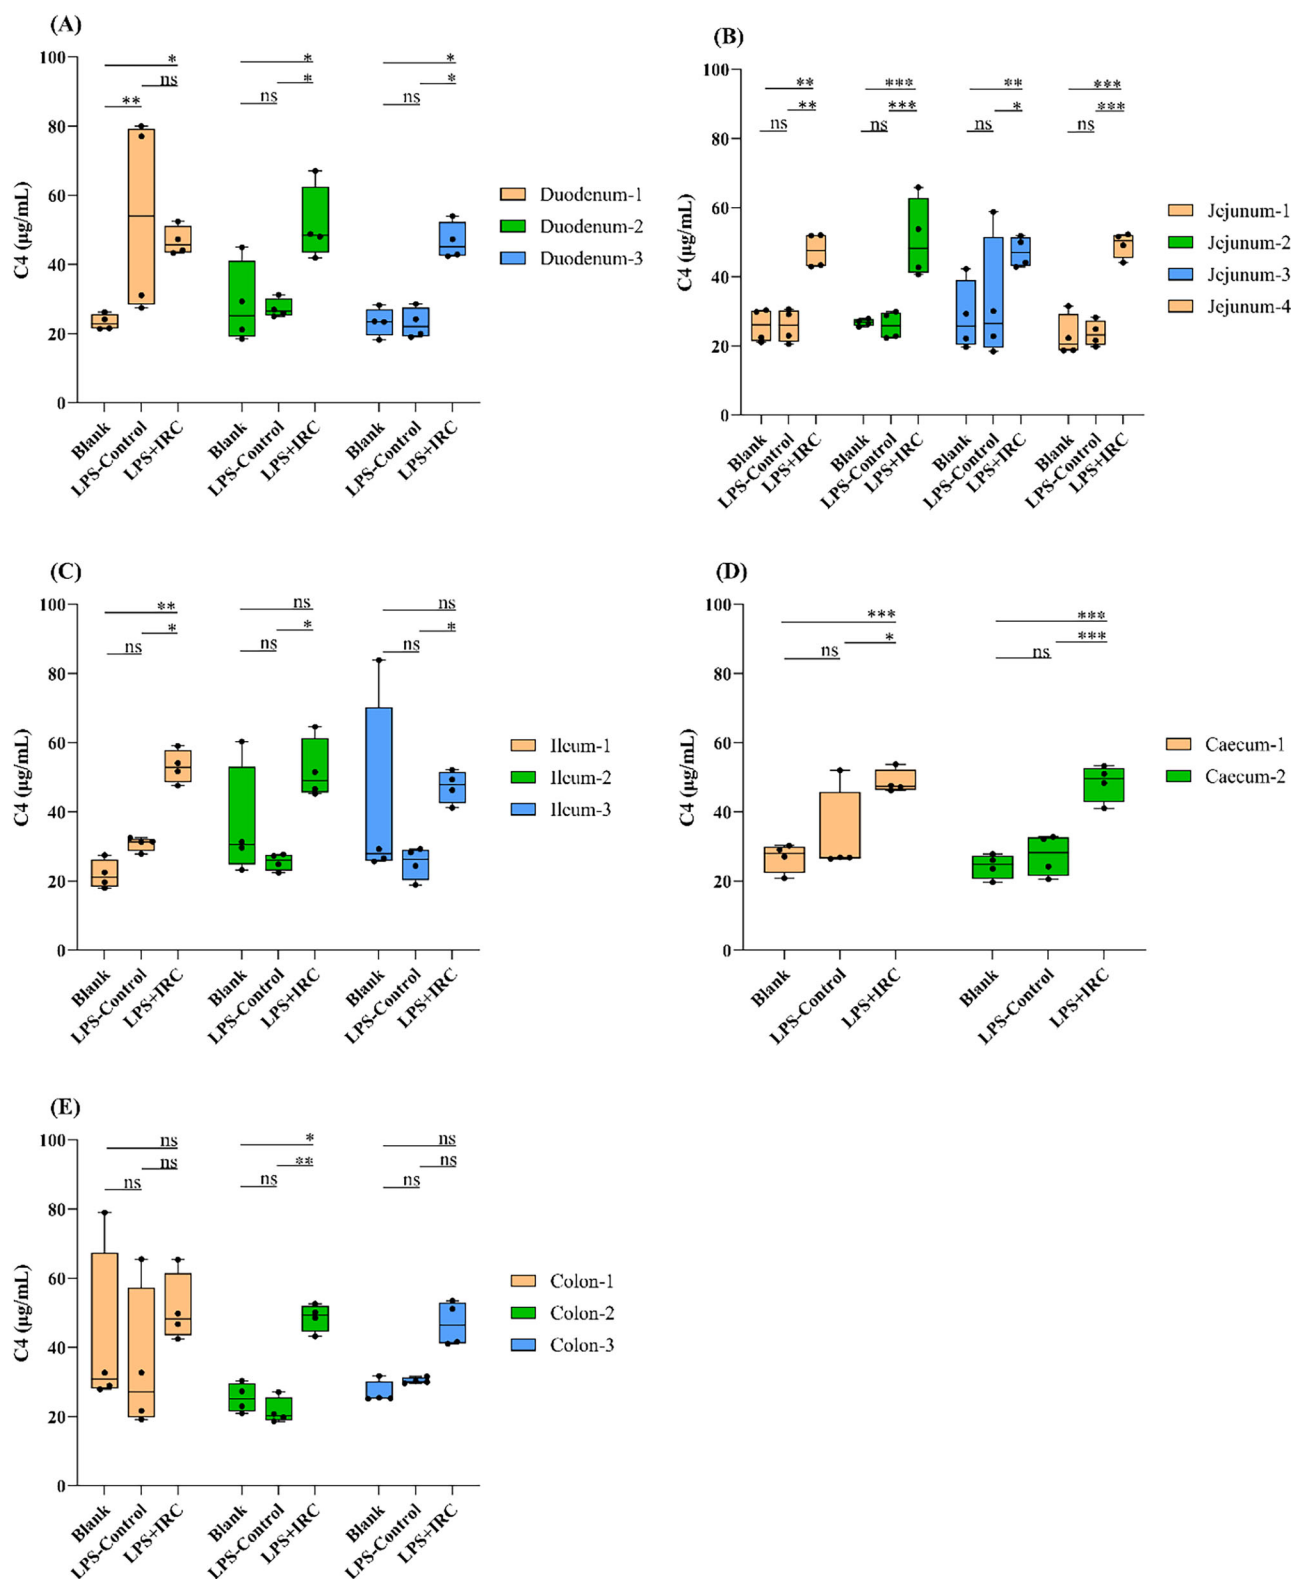 (A)
100
80
60
40
20
0
C4 (µg/mL)
*
ns
**
*
*
ns
*
*
ns
Blank
LPS-Control
LPS+IRC
Blank
LPS-Control
LPS+IRC
Blank
LPS-Control
LPS+IRC
Duodenum-1
Duodenum-2
Duodenum-3
(B)
100
80
60
40
20
0
C4 (µg/mL)
**
**
ns
***
***
ns
**
*
ns
***
***
ns
Blank
LPS-Control
LPS+IRC
Blank
LPS-Control
LPS+IRC
Blank
LPS-Control
LPS+IRC
Blank
LPS-Control
LPS+IRC
Jejunum-1
Jejunum-2
Jejunum-3
Jejunum-4
(C)
100
80
60
40
20
0
C4 (µg/mL)
**
*
ns
ns
*
ns
ns
*
ns
Blank
LPS-Control
LPS+IRC
Blank
LPS-Control
LPS+IRC
Blank
LPS-Control
LPS+IRC
Ileum-1
Ileum-2
Ileum-3
(D)
100
80
60
40
20
0
C4 (µg/mL)
***
*
ns
***
***
ns
Blank
LPS-Control
LPS+IRC
Blank
LPS-Control
LPS+IRC
Caecum-1
Caecum-2
(E)
100
80
60
40
20
0
C4 (µg/mL)
ns
ns
ns
*
**
ns
ns
ns
ns
Blank
LPS-Control
LPS+IRC
Blank
LPS-Control
LPS+IRC
Blank
LPS-Control
LPS+IRC
Colon-1
Colon-2
Colon-3